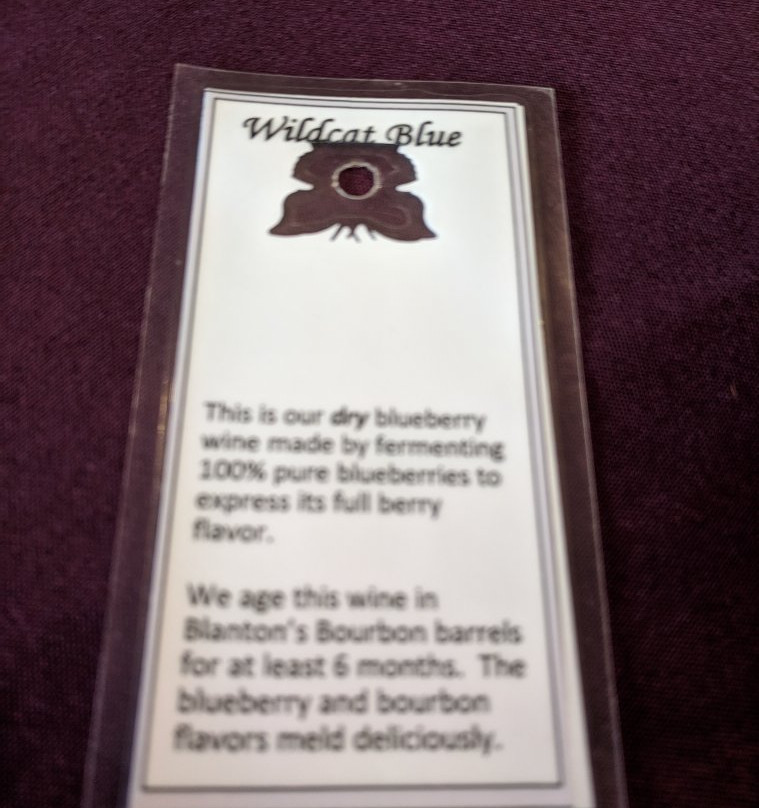 Wildcat Blue
This is our dry blueberry
wine made by fermenting
100% pure blueberries to
express its full berry
flavor.
We age this wine in
Blanton's Bourbon barrels
for at least 6 months. The
blueberry and bourbon
flavors meld deliciously.